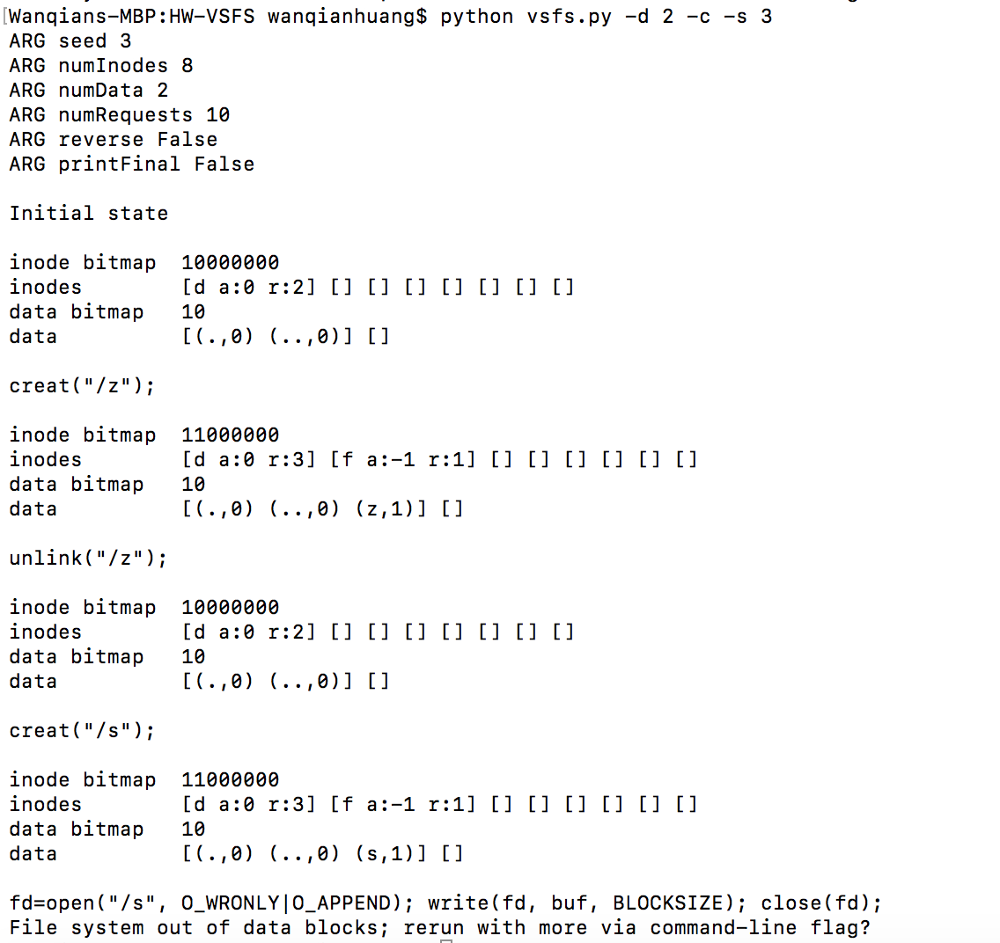 [Wanqians-MBP:HW-VSFS wanqianhuang$ python vsfs.py -d 2 -c -s 3
ARG seed 3
ARG numInodes 8
ARG numData 2
ARG numRequests 10
ARG reverse False
ARG printFinal False
Initial state
inode bitmap  10000000
inodes        [d a:0 r:2] [] [] [] [] [] [] []
data bitmap   10
data          [(.,0) (..,0)] []
creat("/z");
inode bitmap  11000000
inodes        [d a:0 r:3] [f a:-1 r:1] [] [] [] [] [] []
data bitmap   10
data          [(.,0) (..,0) (z,1)] []
unlink("/z");
inode bitmap  10000000
inodes        [d a:0 r:2] [] [] [] [] [] [] []
data bitmap   10
data          [(.,0) (..,0)] []
creat("/s");
inode bitmap  11000000
inodes        [d a:0 r:3] [f a:-1 r:1] [] [] [] [] [] []
data bitmap   10
data          [(.,0) (..,0) (s,1)] []
fd=open("/s", O_WRONLY|O_APPEND); write(fd, buf, BLOCKSIZE); close(fd);
File system out of data blocks; rerun with more via command-line flag?